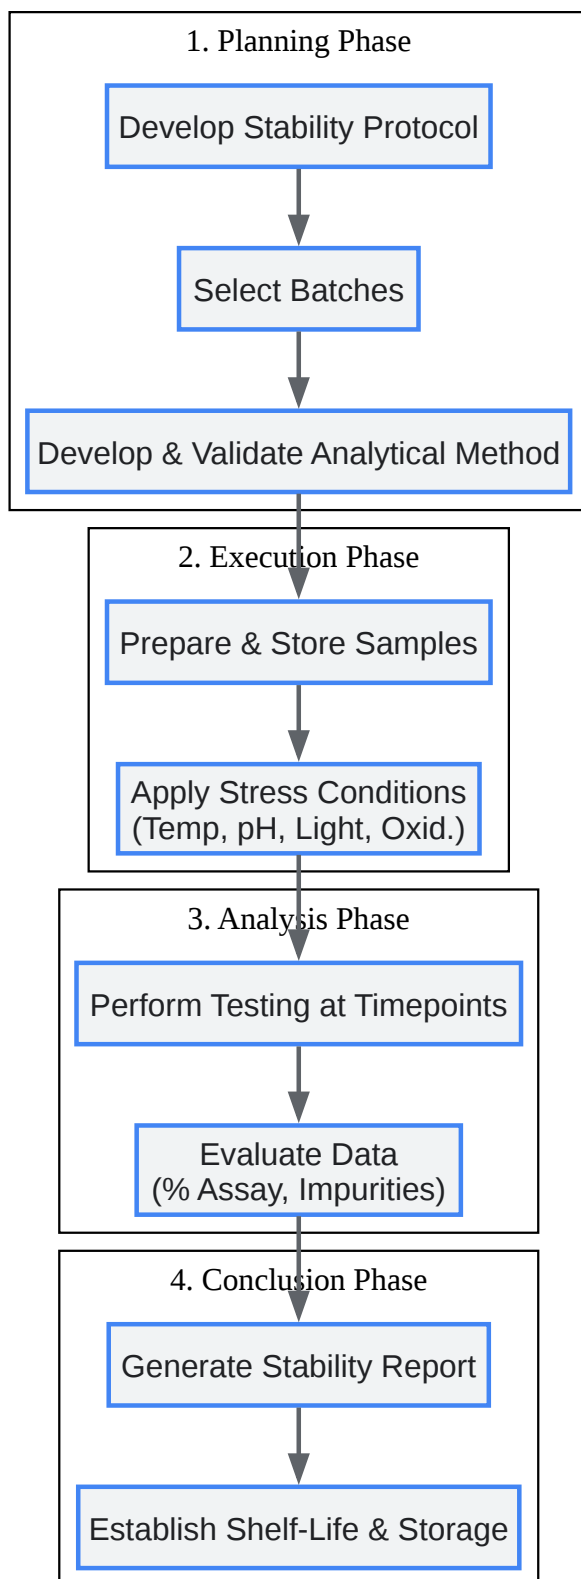 1. Planning Phase
Develop Stability Protocol
Select Batches
Develop & Validate Analytical Method
2. Execution Phase
Prepare & Store Samples
Apply Stress Conditions
(Temp, pH, Light, Oxid.)
3. Analysis Phase
Perform Testing at Timepoints
Evaluate Data
(% Assay, Impurities)
4. Conclusion Phase
Generate Stability Report
Establish Shelf-Life & Storage